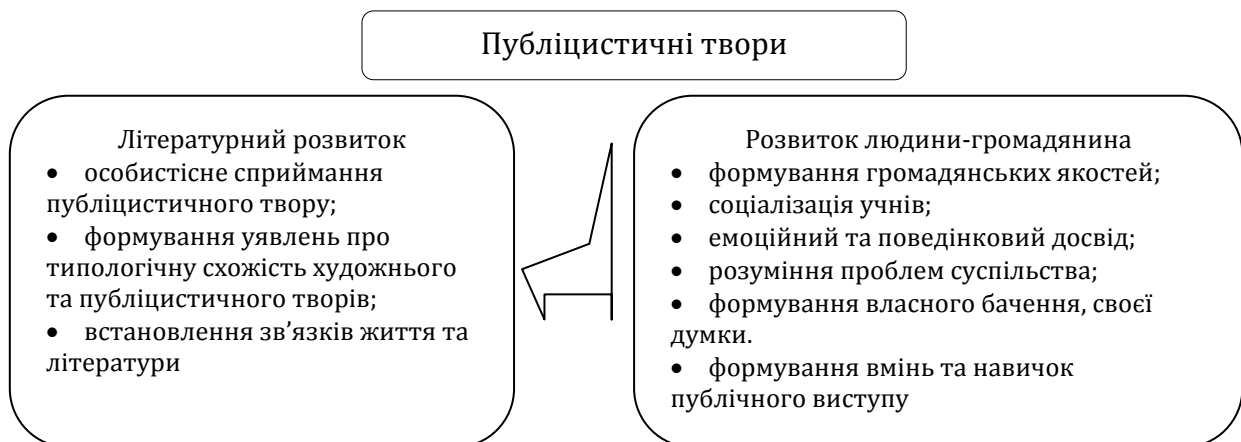 Публіцистичні твори
Літературний розвиток
• особистісне сприймання
публіцистичного твору;
• формування уявлень про
типологічну схожість художнього
та публіцистичного творів;
• встановлення зв’язків життя та
літератури
Розвиток людини-громадянина
• формування громадянських якостей;
• соціалізація учнів;
• емоційний та поведінковий досвід;
• розуміння проблем суспільства;
• формування власного бачення, своєї
думки.
• формування вмінь та навичок
публічного виступу